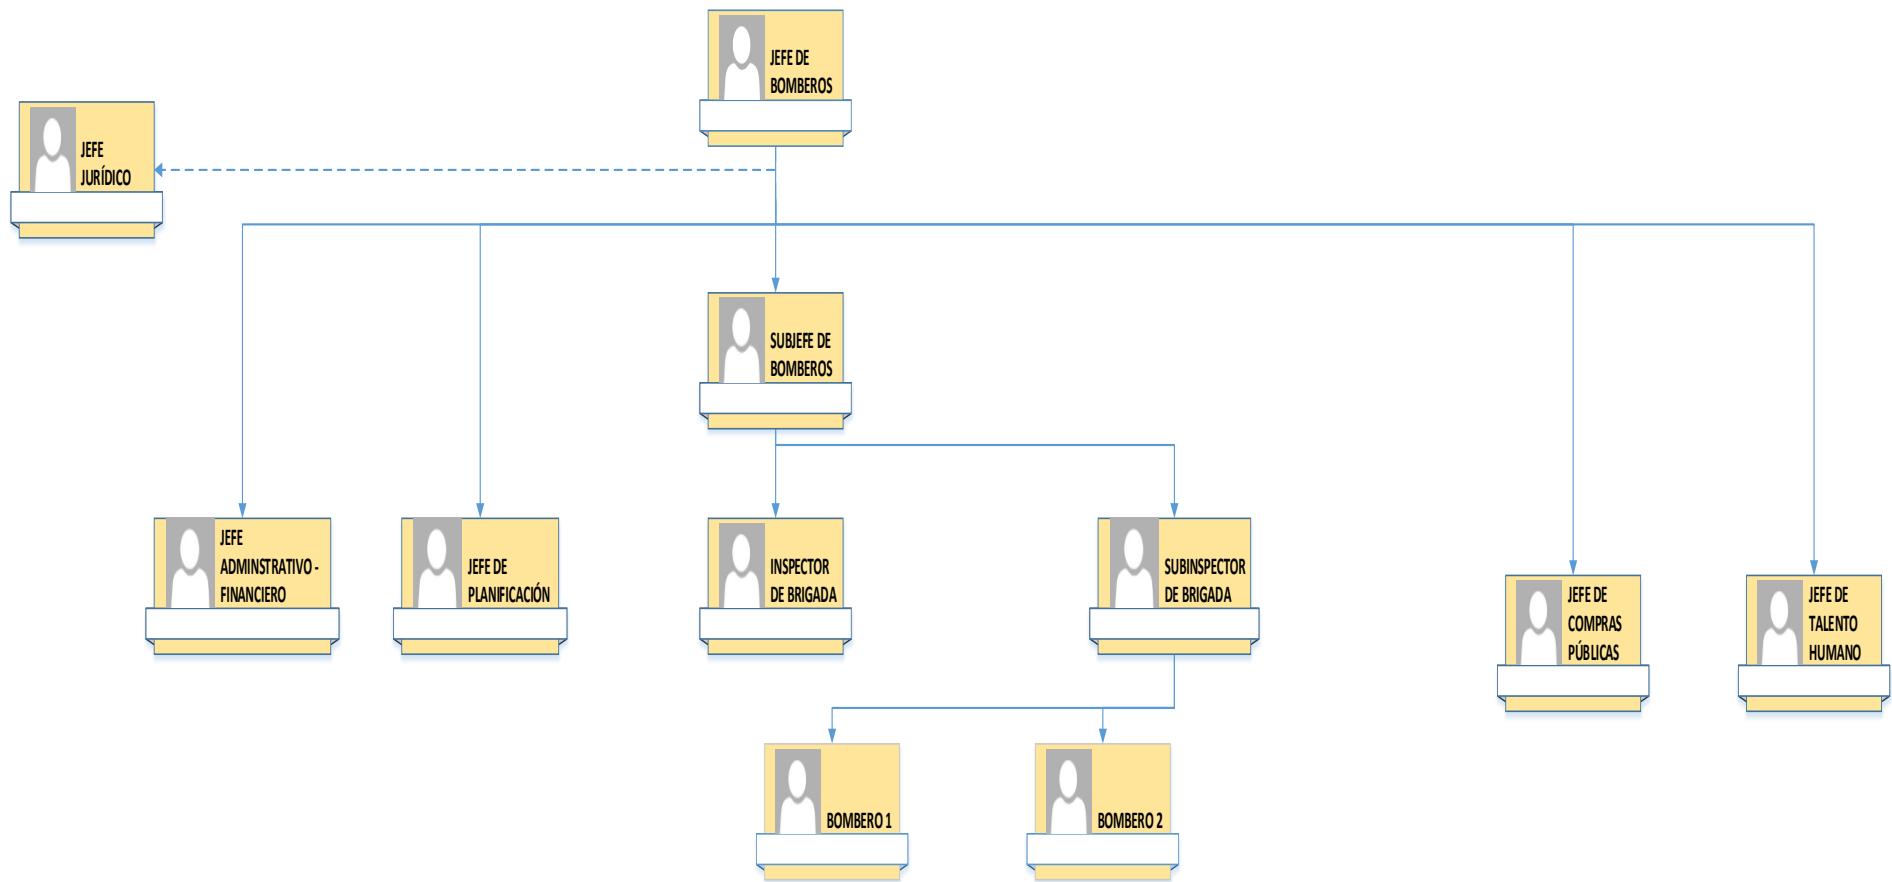 JEFE DE
BOMBEROS
JEFE
JURÍDICO
SUBJEFE DE
BOMBEROS
JEFE
ADMINSTRATIVO -
FINANCIERO
JEFE DE
PLANIFICACIÓN
INSPECTOR
DE BRIGADA
SUBINSPECTOR
DE BRIGADA
JEFE DE
COMPRAS
PÚBLICAS
JEFE DE
TALENTO
HUMANO
BOMBERO 1
BOMBERO 2